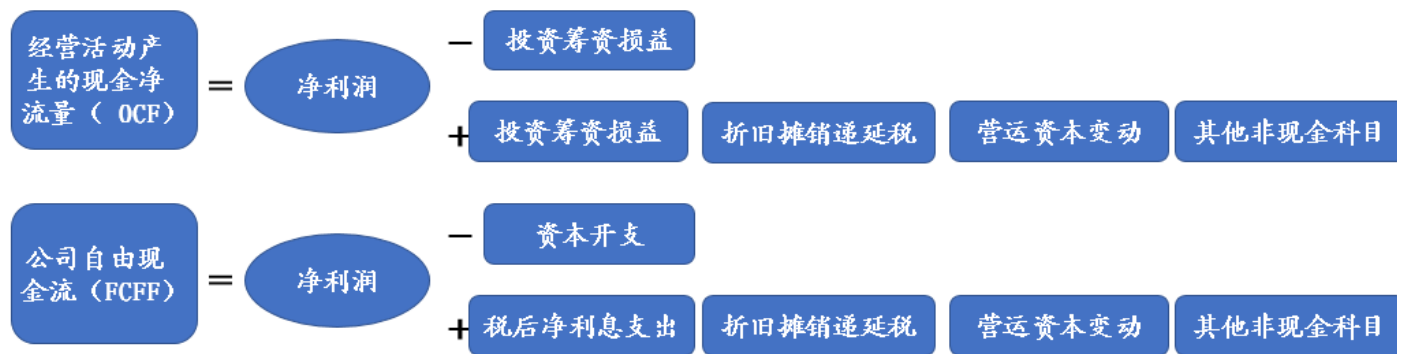 经营活动产
生的现金净
流量（ OCF）
=
净利润
− 投资筹资损益
+ 投资筹资损益 折旧摊销递延税 营运资本变动 其他非现金科目
公司自由现
金流（FCFF）
=
净利润
− 资本开支
+ 税后净利息支出 折旧摊销递延税 营运资本变动 其他非现金科目